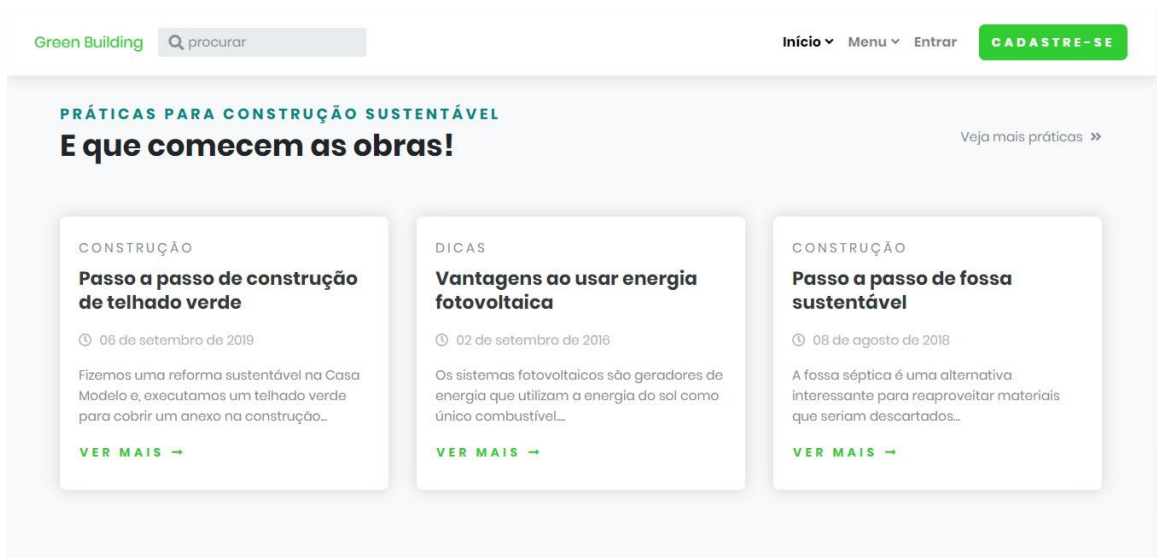 Green Building procurar Início Menu Entrar CADASTRE-SE
PRÁTICAS PARA CONSTRUÇÃO SUSTENTÁVEL
E que comecem as obras!
Veja mais práticas »
CONSTRUÇÃO
Passo a passo de construção
de telhado verde
06 de setembro de 2019
Fizemos uma reforma sustentável na Casa
Modelo e, executamos um telhado verde
para cobrir um anexo na construção...
VER MAIS →
DICAS
Vantagens ao usar energia
fotovoltaica
02 de setembro de 2016
Os sistemas fotovoltaicos são geradores de
energia que utilizam a energia do sol como
único combustível....
VER MAIS →
CONSTRUÇÃO
Passo a passo de fossa
sustentável
08 de agosto de 2018
A fossa séptica é uma alternativa
interessante para reaproveitar materiais
que seriam descartados...
VER MAIS →